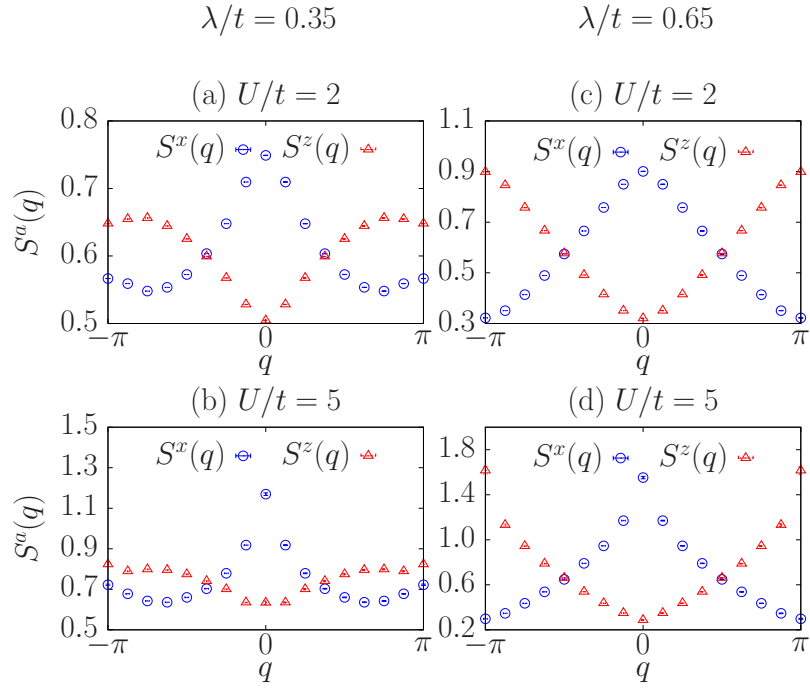 λ/t = 0.35
λ/t = 0.65
(a) U/t = 2
S^a(q)
0.8
0.7
0.6
0.5
S^x(q) S^z(q)
−π 0 π
q
(c) U/t = 2
1.1
0.9
0.7
0.5
0.3
S^x(q) S^z(q)
−π 0 π
q
(b) U/t = 5
S^a(q)
1.5
1.3
1.1
0.9
0.7
0.5
S^x(q) S^z(q)
−π 0 π
q
(d) U/t = 5
1.8
1.4
1.0
0.6
0.2
S^x(q) S^z(q)
−π 0 π
q